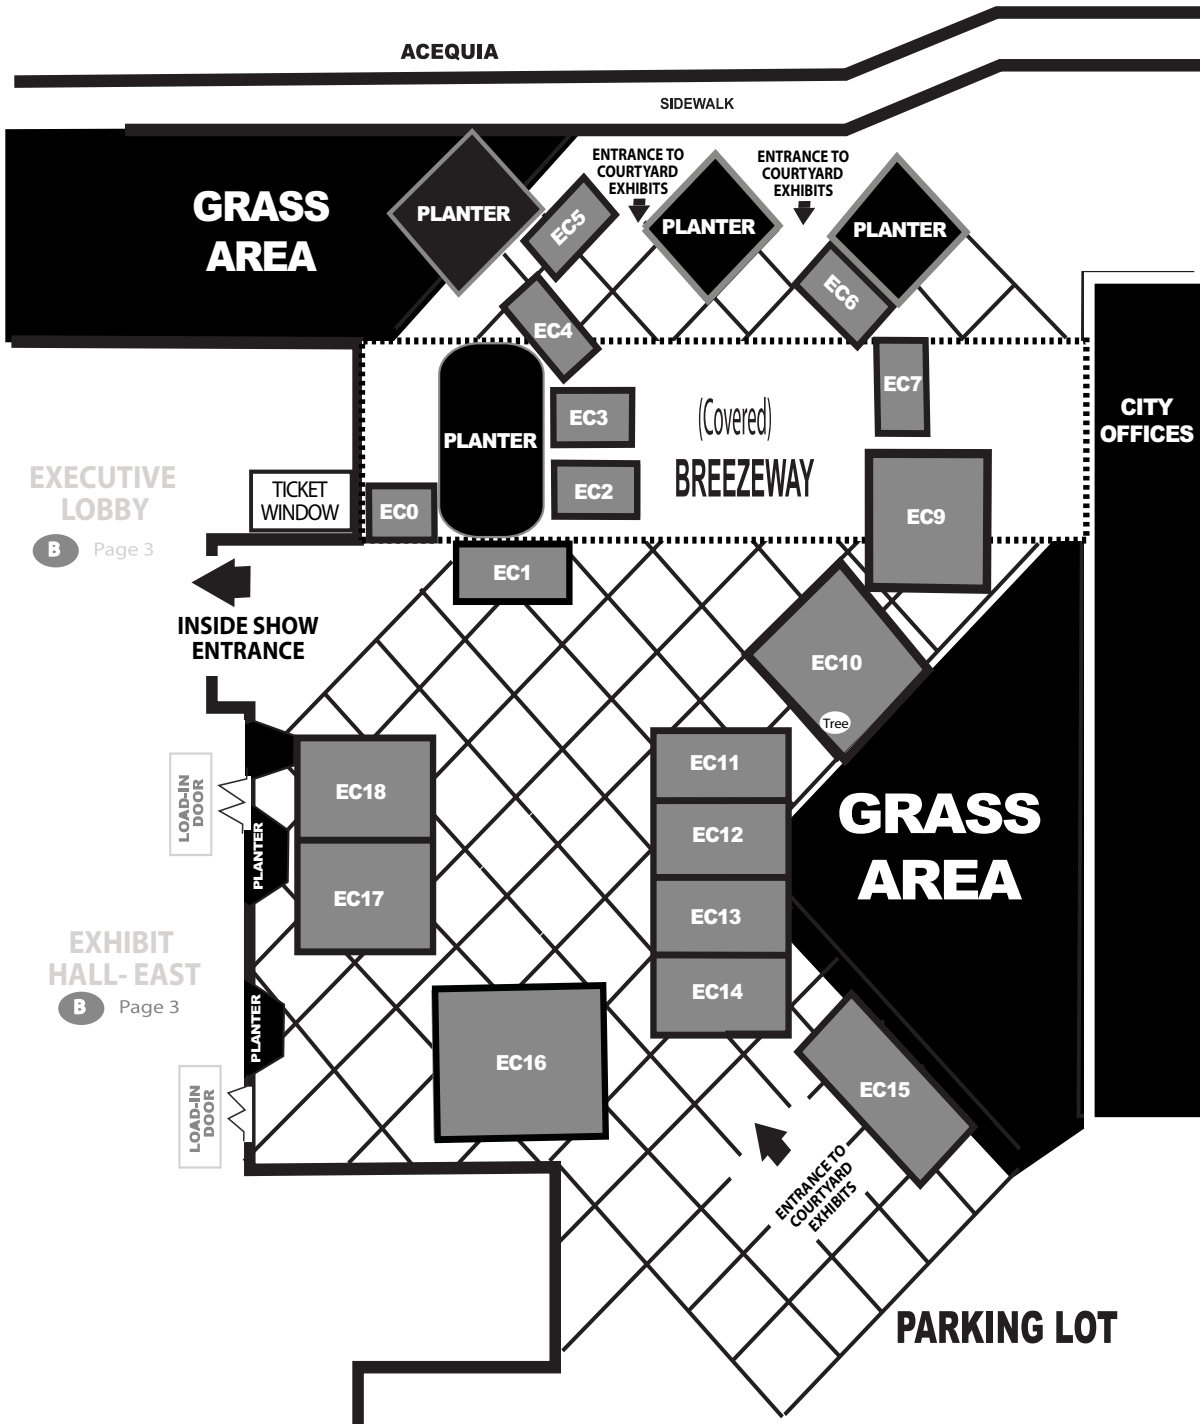 ACEQUIA
SIDEWALK
ENTRANCE TO
COURTYARD
EXHIBITS
ENTRANCE TO
COURTYARD
EXHIBITS
GRASS
AREA
PLANTER
EC5
PLANTER
PLANTER
EC6
EC4
EC7
(Covered)
BREEZEWAY
CITY
OFFICES
EC3
PLANTER
EC2
EXECUTIVE
LOBBY
B Page 3
TICKET
WINDOW
EC0
EC9
EC1
INSIDE SHOW
ENTRANCE
EC10
Tree
EC11
EC18
LOAD-IN
DOOR
PLANTER
EC12
GRASS
AREA
EC17
EC13
EXHIBIT
HALL- EAST
B Page 3
EC14
PLANTER
EC16
EC15
LOAD-IN
DOOR
ENTRANCE TO
COURTYARD
EXHIBITS
PARKING LOT